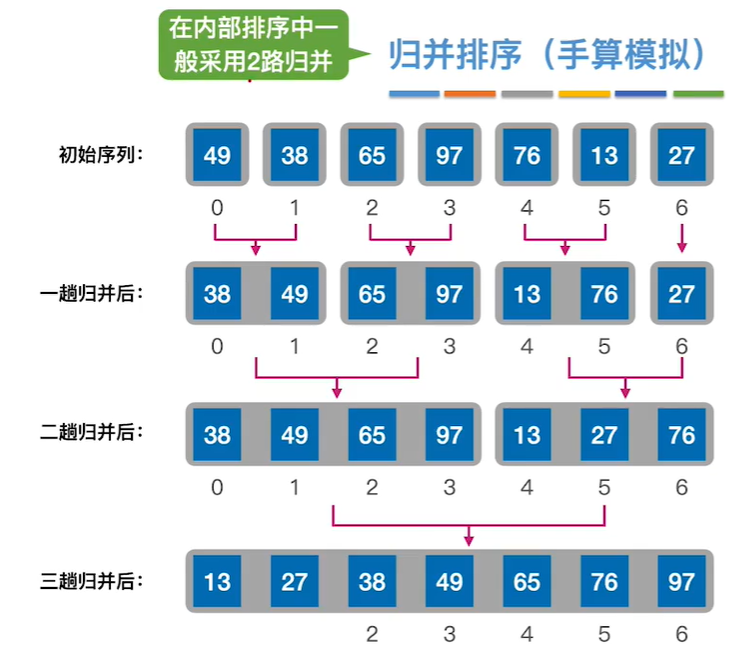 在内部排序中一
般采用2路归并
归并排序（手算模拟）
初始序列： 49 38 65 97 76 13 27
0 1 2 3 4 5 6
一趟归并后： 38 49 65 97 13 76 27
0 1 2 3 4 5 6
二趟归并后： 38 49 65 97 13 27 76
0 1 2 3 4 5 6
三趟归并后： 13 27 38 49 65 76 97
2 3 4 5 6